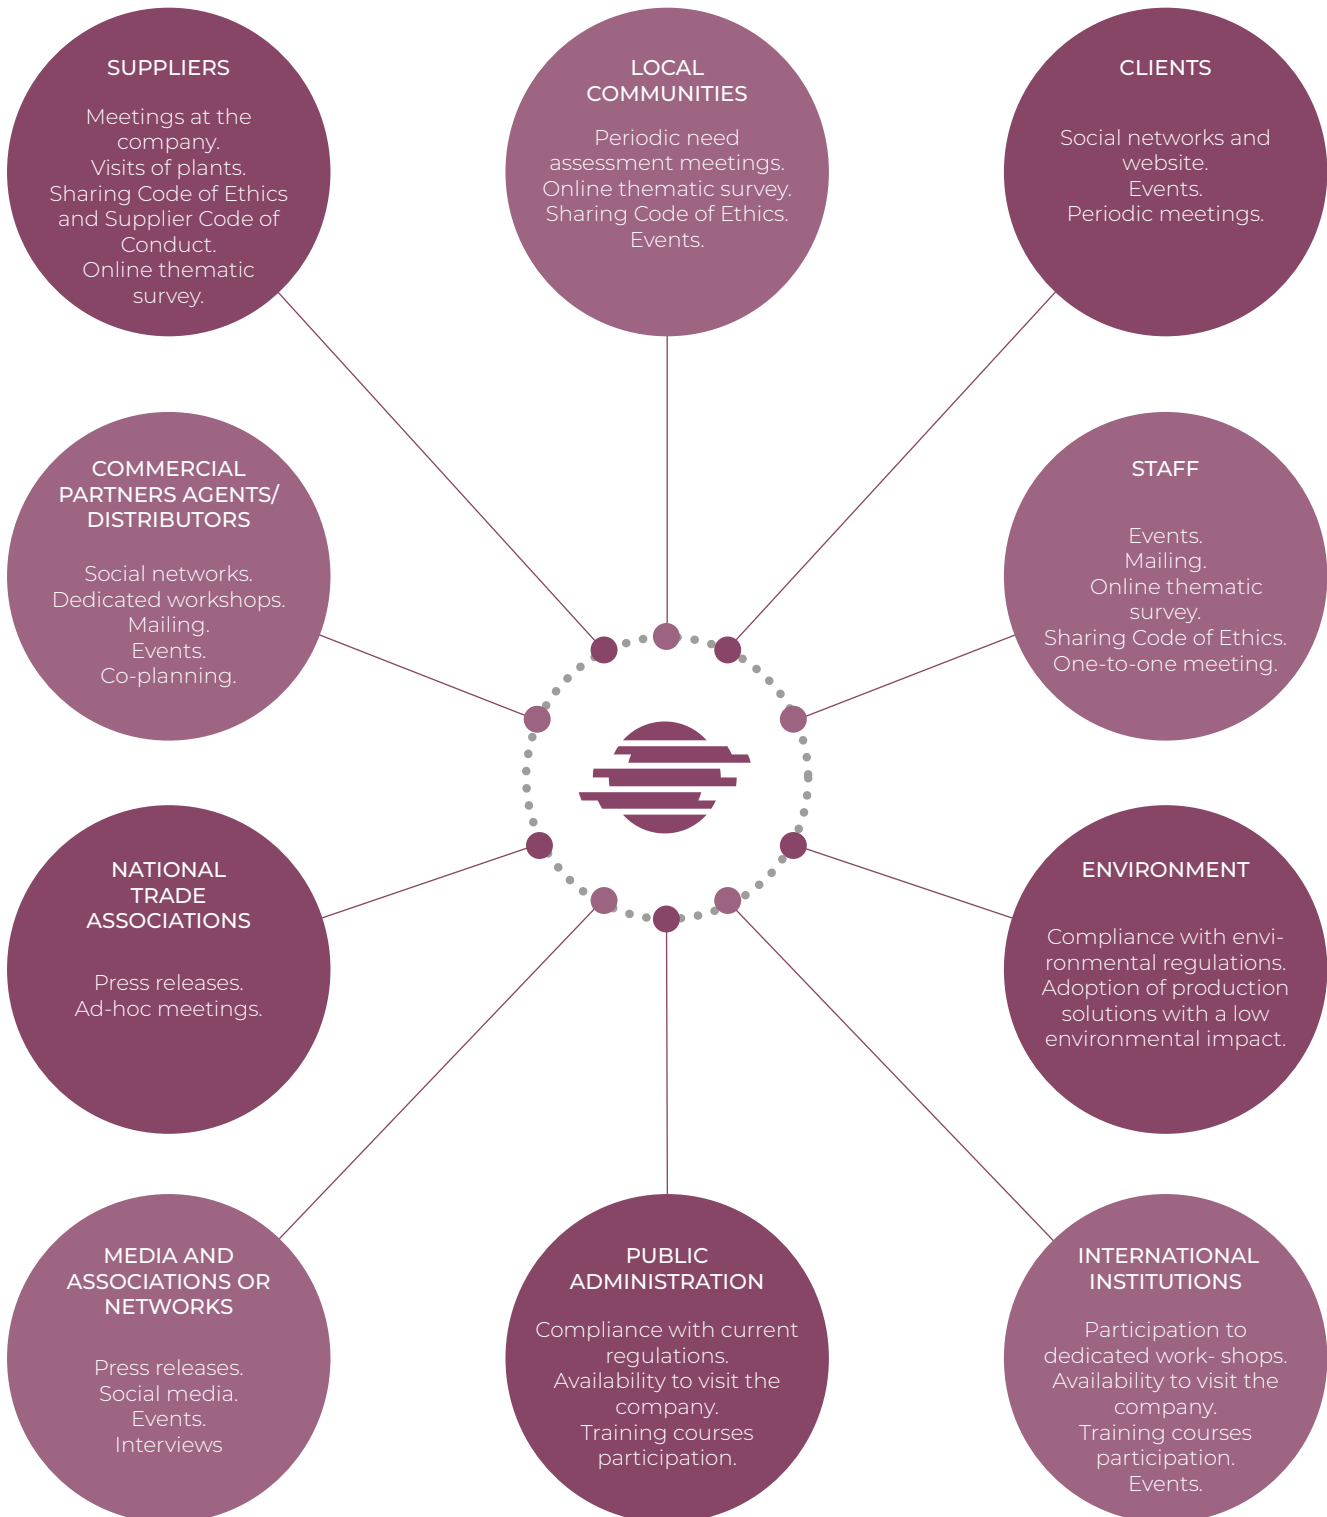 SUPPLIERS
Meetings at the
company.
Visits of plants.
Sharing Code of Ethics
and Supplier Code of
Conduct.
Online thematic
survey.
LOCAL
COMMUNITIES
Periodic need
assessment meetings.
Online thematic survey.
Sharing Code of Ethics.
Events.
CLIENTS
Social networks and
website.
Events.
Periodic meetings.
COMMERCIAL
PARTNERS AGENTS/
DISTRIBUTORS
Social networks.
Dedicated workshops.
Mailing.
Events.
Co-planning.
STAFF
Events.
Mailing.
Online thematic
survey.
Sharing Code of Ethics.
One-to-one meeting.
NATIONAL
TRADE
ASSOCIATIONS
Press releases.
Ad-hoc meetings.
ENVIRONMENT
Compliance with envi-
ronmental regulations.
Adoption of production
solutions with a low
environmental impact.
MEDIA AND
ASSOCIATIONS OR
NETWORKS
Press releases.
Social media.
Events.
Interviews
PUBLIC
ADMINISTRATION
Compliance with current
regulations.
Availability to visit the
company.
Training courses
participation.
INTERNATIONAL
INSTITUTIONS
Participation to
dedicated work- shops.
Availability to visit the
company.
Training courses
participation.
Events.